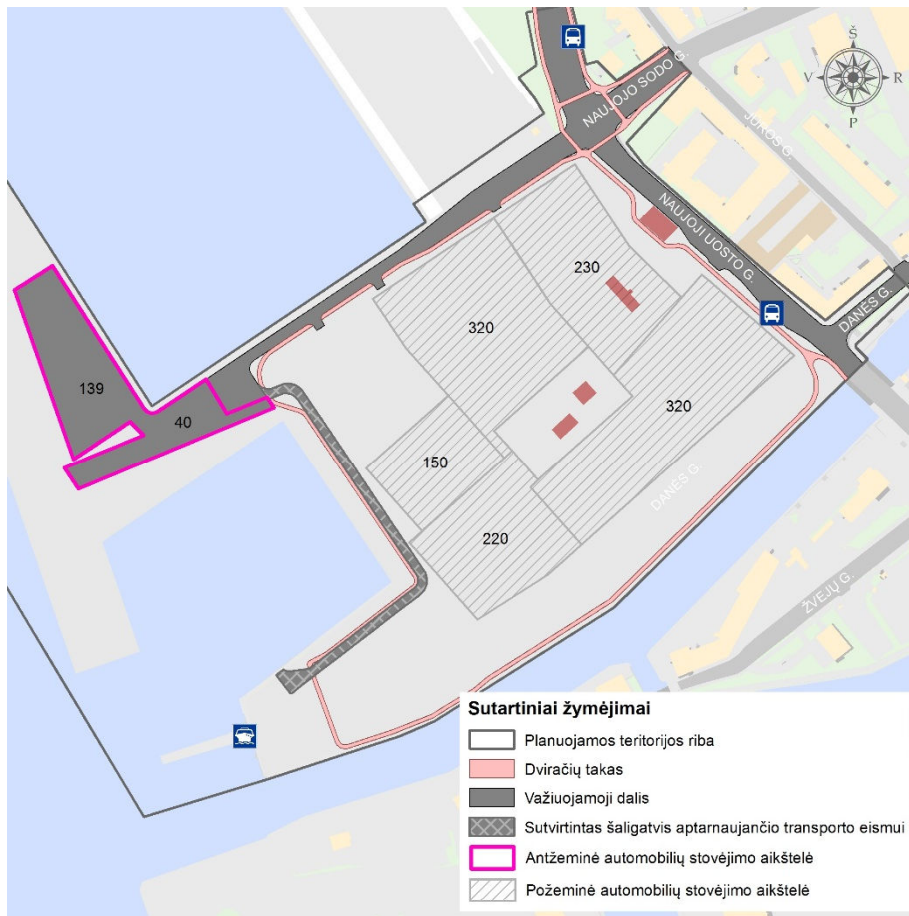 Š
V
R
P
NAUJOJO SODO G.
JŪROS G.
NAUJOJI UOSTO G.
DANĖS G.
230
320
139
40
320
150
DANĖS G.
220
ŽVEJŲ G.
Sutartiniai žymėjimai
Planuojamos teritorijos riba
Dviračių takas
Važiuojamoji dalis
Sutvirtintas šaligatvis aptarnaujančio transporto eismui
Antžeminė automobilių stovėjimo aikštelė
Požeminė automobilių stovėjimo aikštelė